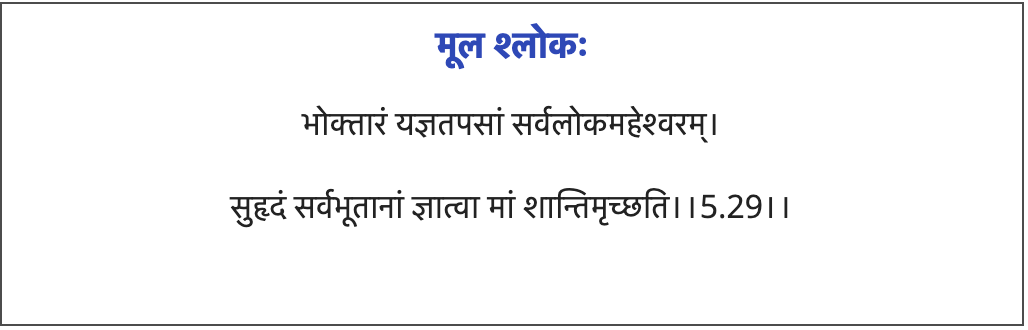 मूल श्लोकः
भोक्तारं यज्ञतपसां सर्वलोकमहेश्वरम्।
सुहृदं सर्वभूतानां ज्ञात्वा मां शान्तिमृच्छति।।5.29।।